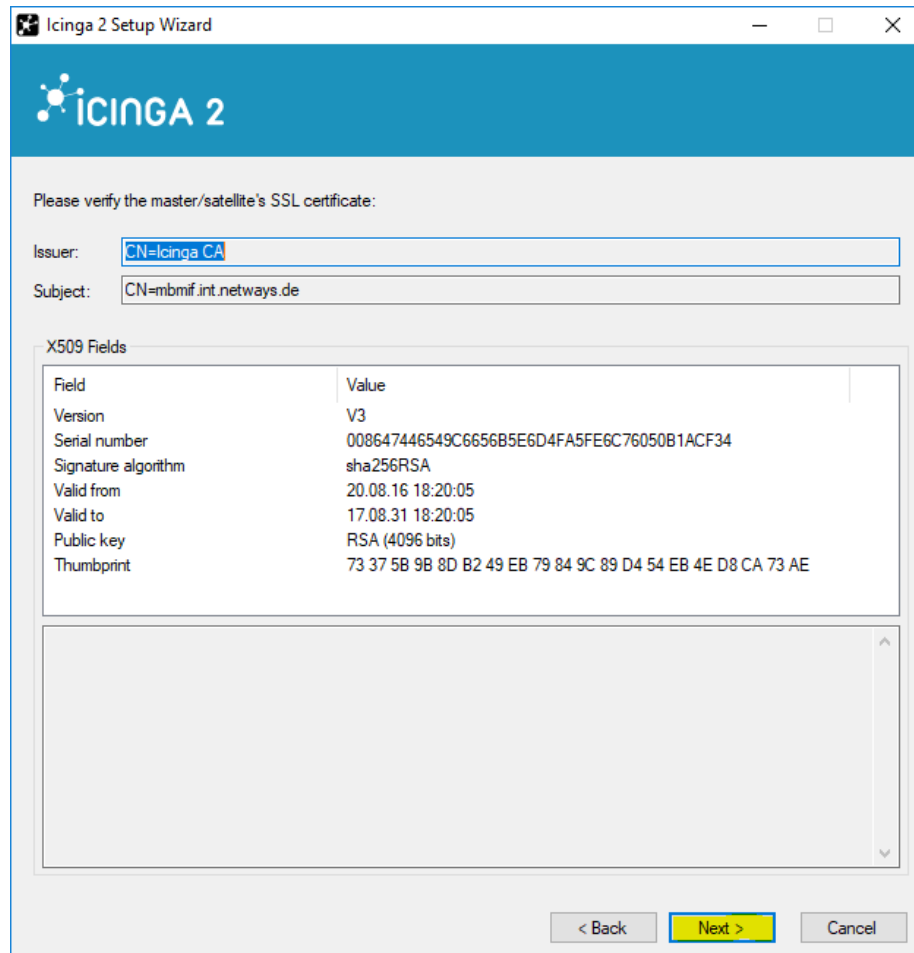 Icinga 2 Setup Wizard
iCINGA 2
Please verify the master/satellite's SSL certificate:
Issuer: CN=Icinga CA
Subject: CN=mbmif.int.netways.de
X509 Fields
Field Value
Version V3
Serial number 008647446549C6656B5E6D4FA5FE6C76050B1ACF34
Signature algorithm sha256RSA
Valid from 20.08.16 18:20:05
Valid to 17.08.31 18:20:05
Public key RSA (4096 bits)
Thumbprint 73 37 5B 9B 8D B2 49 EB 79 84 9C 89 D4 54 EB 4E D8 CA 73 AE
< Back Next > Cancel